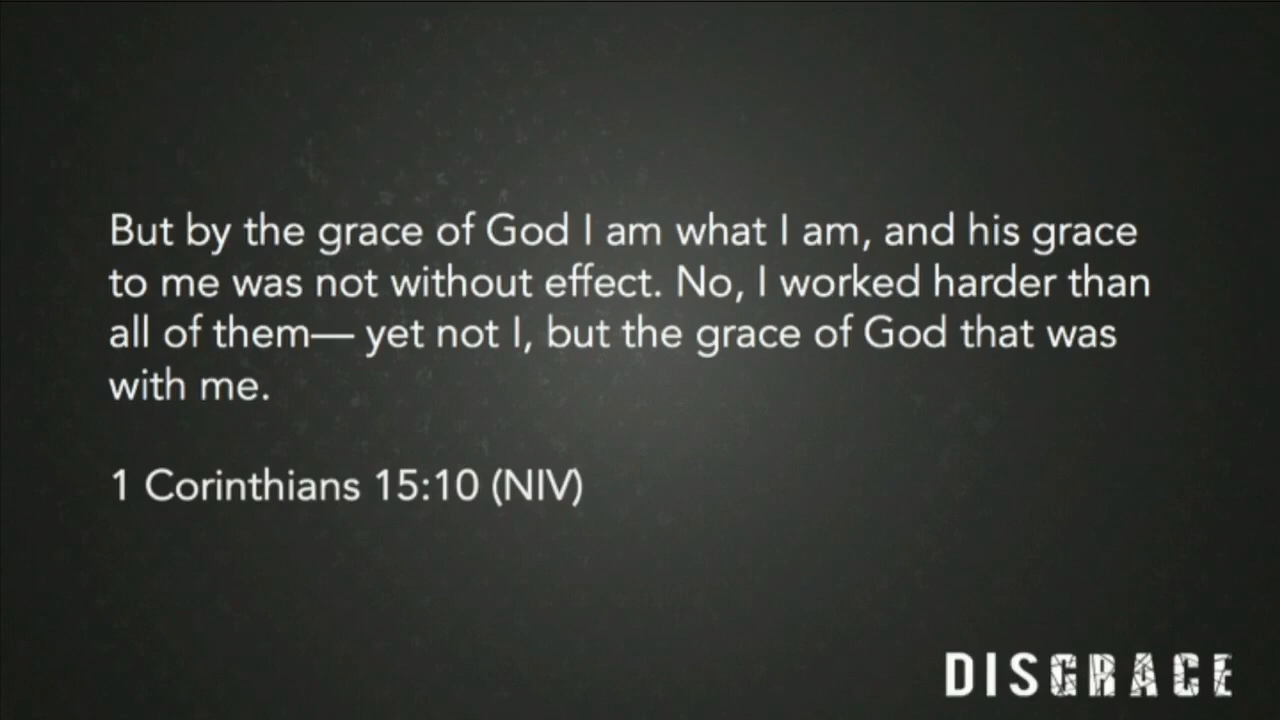 But by the grace of God I am what I am, and his grace
to me was not without effect. No, I worked harder than
all of them— yet not I, but the grace of God that was
with me.
1 Corinthians 15:10 (NIV)
DISGRACE